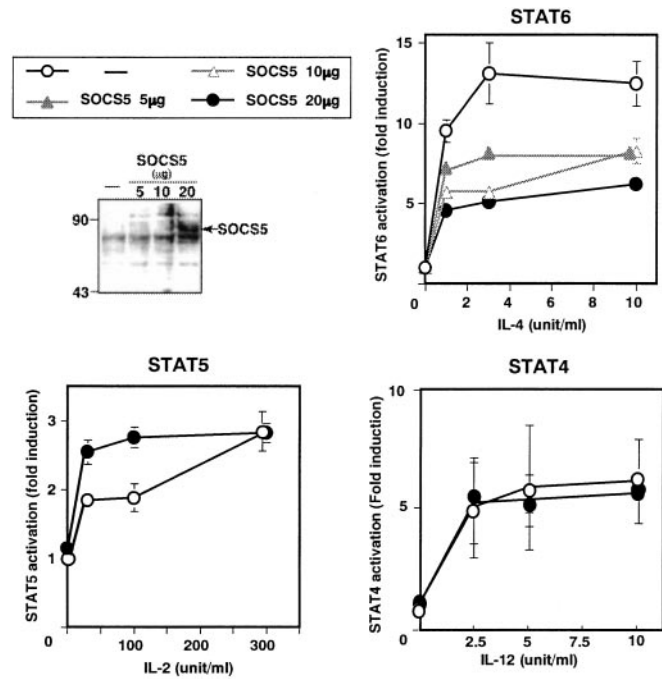 STAT6
—
SOCS5 10µg
SOCS5 5µg
SOCS5 20µg
SOCS5
(µg)
— 5 10 20
90
SOCS5
43
STAT6 activation (fold induction)
15
10
5
0 0 2 4 6 8 10
IL-4 (unit/ml)
STAT5
STAT5 activation (fold induction)
3
2
1
0 0 100 200 300
IL-2 (unit/ml)
STAT4
STAT4 activation (Fold induction)
10
5
0 2.5 5 7.5 10
IL-12 (unit/ml)